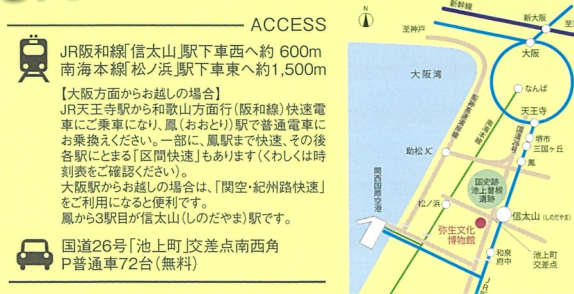 ACCESS
JR阪和線「信太山」駅下車西へ約 600m
南海本線「松ノ浜」駅下車東へ約1,500m
【大阪方面からお越しの場合】
JR天王寺駅から和歌山方面行(阪和線)快速電
車にご乗車になり、鳳(おおとり)駅で普通電車に
お乗換えください。一部に、鳳駅まで快速、その後
各駅にとまる「区間快速」もあります(くわしくは時
刻表をご確認ください)。
大阪駅からお越しの場合は、「関空・紀州路快速」
をご利用になると便利です。
鳳から3駅目が信太山(しのだやま)駅です。
国道26号「池上町」交差点南西角
P普通車72台(無料)
N
新幹線
新大阪
至神戸
大阪
大阪湾
なんば
天王寺
南海本線
国道26号
堺市
三国ヶ丘
鳳
助松JC
関西国際空港
国史跡
池上曽根
遺跡
松ノ浜
信太山(しのだやま)
弥生文化
博物館
和泉
府中
池上町
交差点